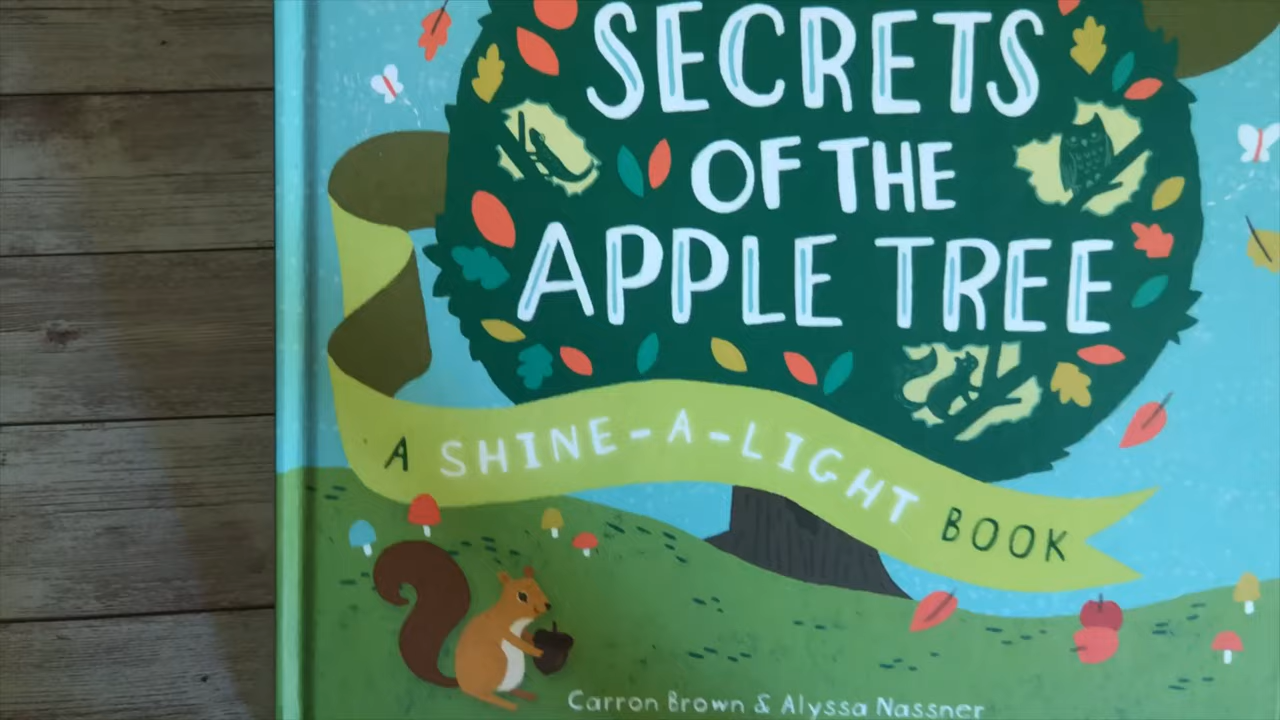 SECRETS
OF THE
APPLE TREE
A SHINE-A-LIGHT BOOK
Carron Brown & Alyssa Nassner